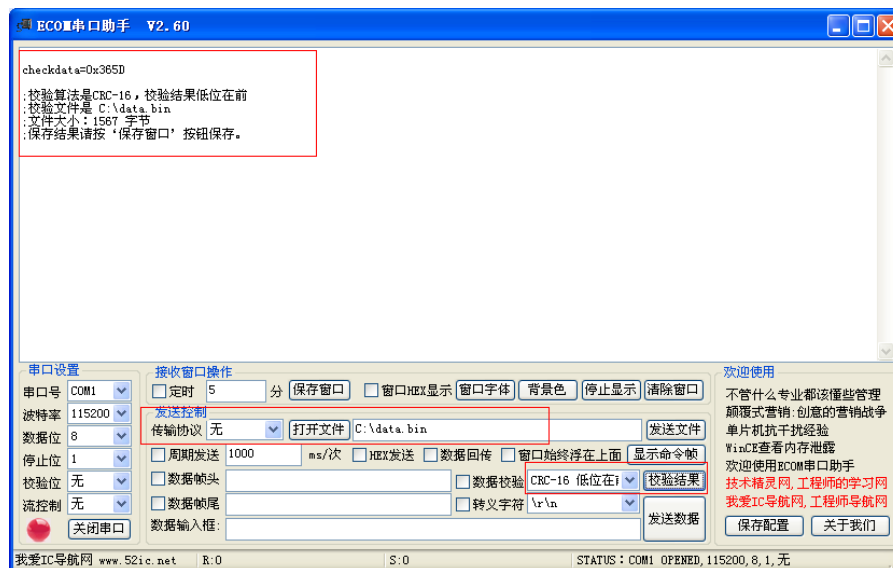 ECOM串口助手 V2.60
checkdata=0x365D
;校验算法是CRC-16，校验结果低位在前
;校验文件是 C:\data.bin
;文件大小：1567 字节
;保存结果请按‘保存窗口’按钮保存。
串口设置
串口号 COM1
波特率 115200
数据位 8
停止位 1
校验位 无
流控制 无
关闭串口
接收窗口操作
定时 5 分 保存窗口 窗口HEX显示 窗口字体 背景色 停止显示 清除窗口
发送控制
传输协议 无 打开文件 C:\data.bin 发送文件
周期发送 1000 ms/次 HEX发送 数据回传 窗口始终浮在上面 显示命令帧
数据帧头 数据校验 CRC-16 低位在 校验结果
数据帧尾 转义字符 \r\n
数据输入框: 发送数据
欢迎使用
不管什么专业都该懂些管理
颠覆式营销:创意的营销战争
单片机抗干扰经验
WinCE查看内存泄露
欢迎使用ECOM串口助手
技术精灵网,工程师的学习网
我爱IC导航网,工程师导航网
保存配置 关于我们
我爱IC导航网 www.52ic.net R:0 S:0 STATUS：COM1 OPENED,115200,8,1,无